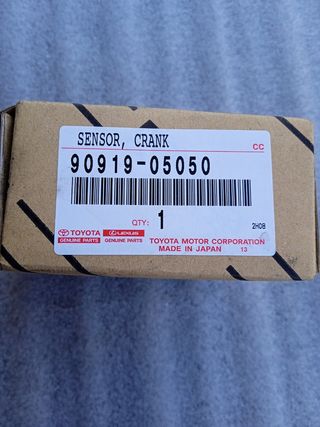 SENSOR, CRANK
CC
90919-05050
QTY: 1
2H0B
TOYOTA LEXUS
GENUINE PARTS GENUINE PARTS
TOYOTA MOTOR CORPORATION
MADE IN JAPAN 13